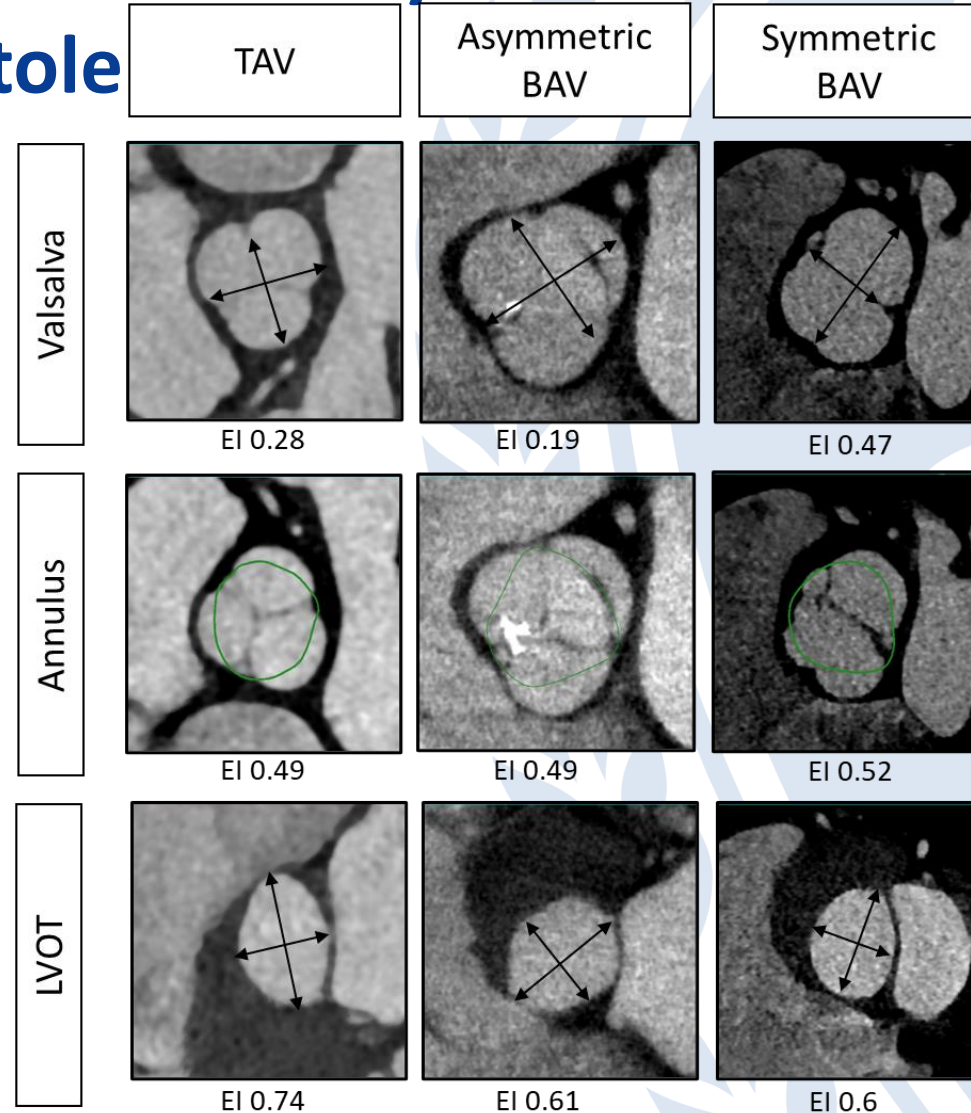 tole
TAV
Asymmetric
BAV
Symmetric
BAV
Valsalva
EI 0.28
EI 0.19
EI 0.47
Annulus
EI 0.49
EI 0.49
EI 0.52
LVOT
EI 0.74
EI 0.61
EI 0.6